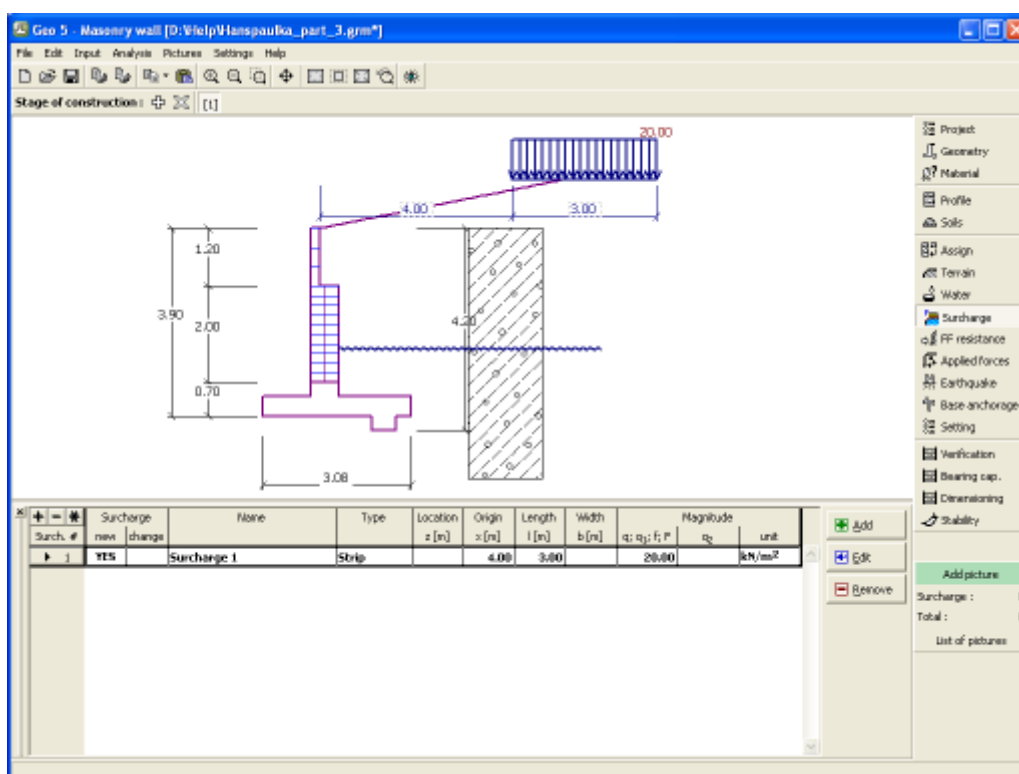 Geo 5 - Masonry wall [D:\Help\Hanspaulka_part_3.grm*]
File Edit Input Analysis Pictures Settings Help
Stage of construction: [1]
20.00
4.00 3.00
1.20
3.90
2.00
4.20
0.70
3.08
Project
Geometry
Material
Profile
Soils
Assign
Terrain
Water
Surcharge
FF resistance
Applied forces
Earthquake
Base anchorage
Setting
Verification
Bearing cap.
Dimensioning
Stability
Add picture
Surcharge :
Total :
List of pictures
Surcharge Name Type Location Origin Length Width Magnitude
Surch. # new change z [m] x [m] l [m] b [m] q; q1; f; F q2 unit
1 YES Surcharge 1 Strip 4.00 3.00 20.00 kN/m²
Add
Edit
Remove